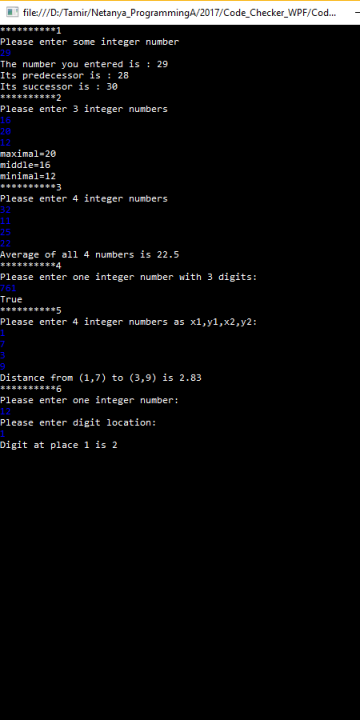 file:///D:/Tamir/Netanya_ProgrammingA/2017/Code_Checker_WPF/Cod...
**********1
Please enter some integer number
29
The number you entered is : 29
Its predecessor is : 28
Its successor is : 30
**********2
Please enter 3 integer numbers
16
20
12
maximal=20
middle=16
minimal=12
**********3
Please enter 4 integer numbers
32
11
25
22
Average of all 4 numbers is 22.5
**********4
Please enter one integer number with 3 digits:
True
**********5
Please enter 4 integer numbers as x1,y1,x2,y2:
1
7
3
9
Distance from (1,7) to (3,9) is 2.83
**********6
Please enter one integer number:
12
Please enter digit location:
1
Digit at place 1 is 2